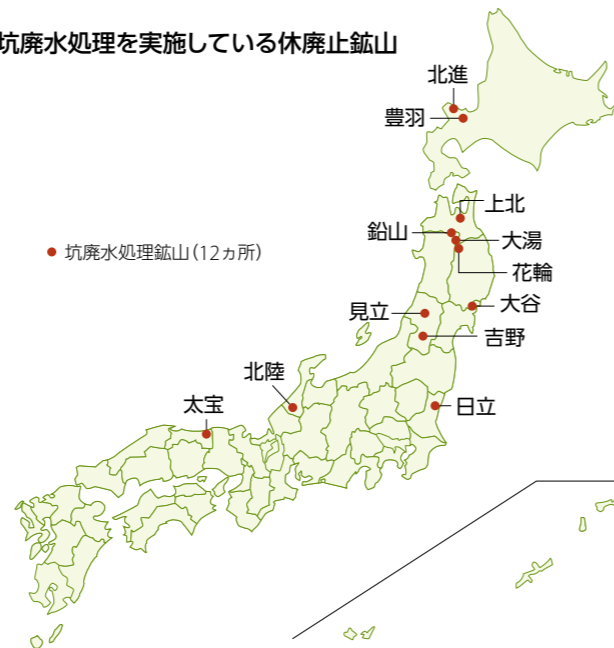 坑廃水処理を実施している休廃止鉱山
北進
豊羽
上北
鉛山
大湯
坑廃水処理鉱山(12ヵ所)
花輪
大谷
見立
吉野
北陸
太宝
日立